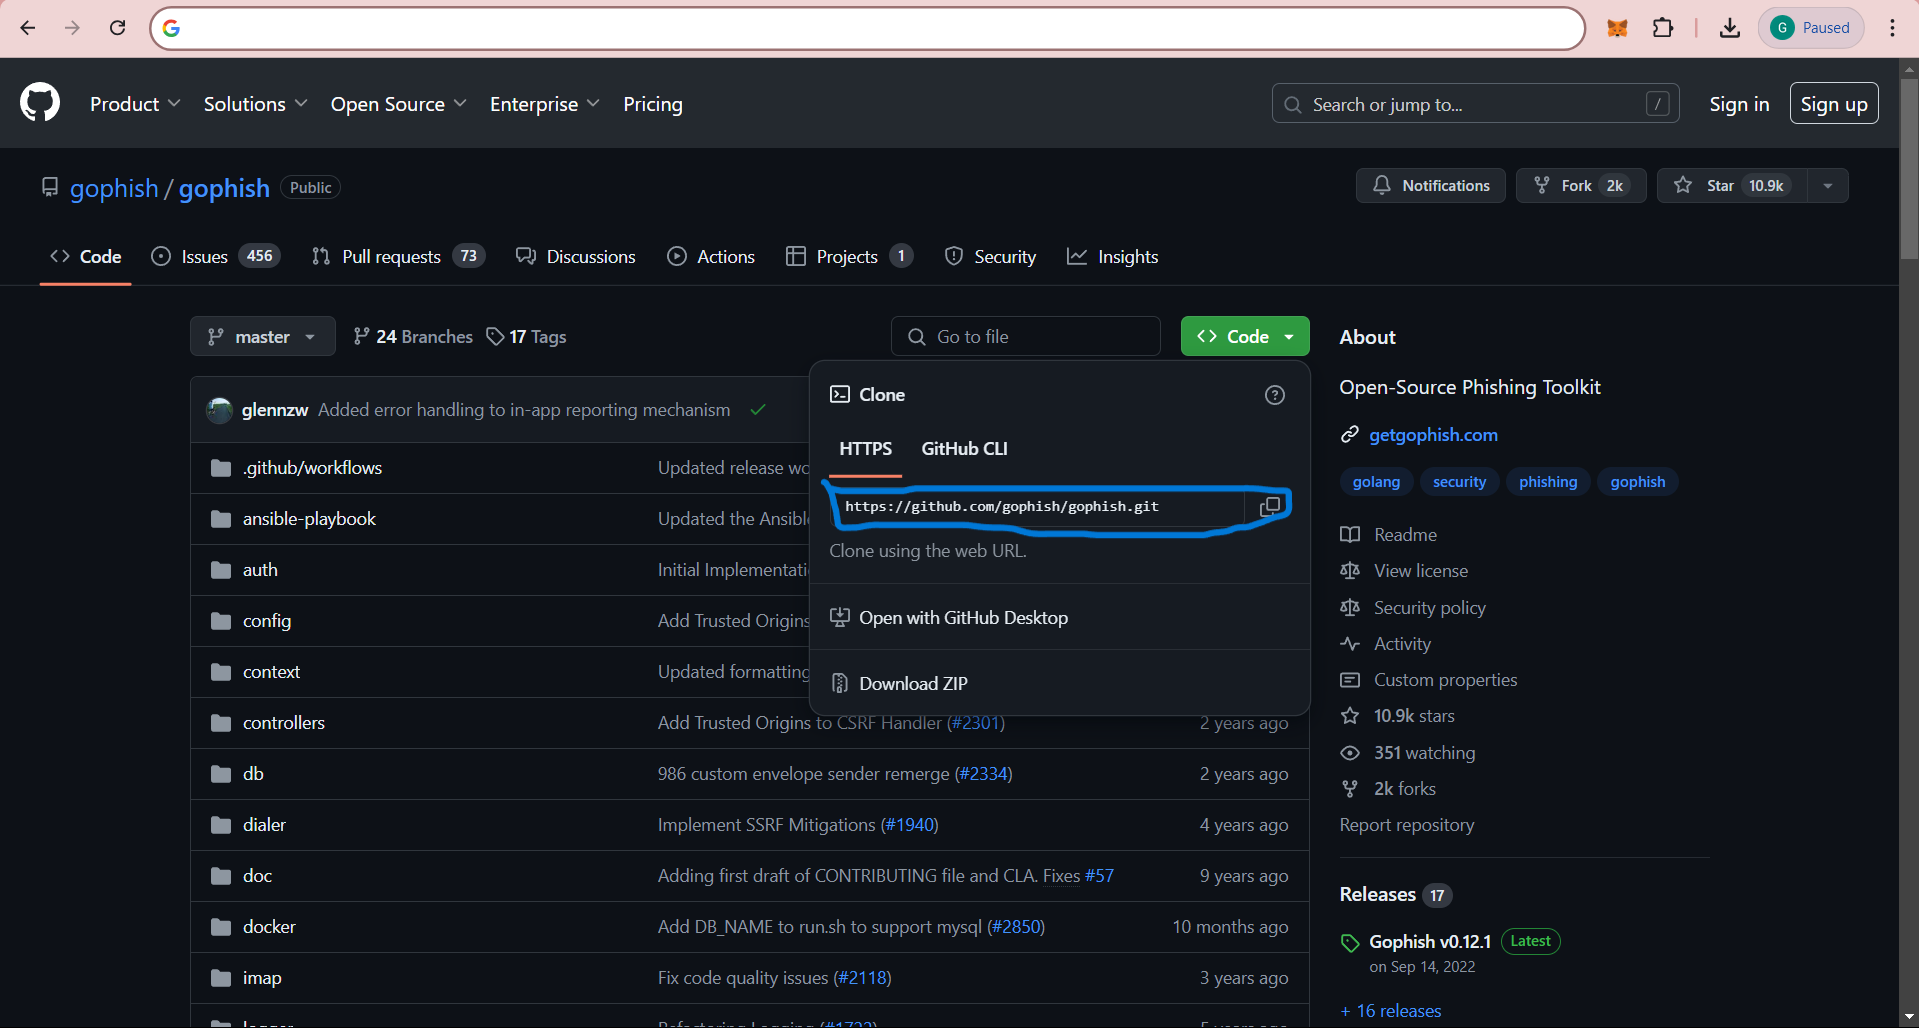 G Paused
Product Solutions Open Source Enterprise Pricing Search or jump to... / Sign in Sign up
gophish / gophish Public Notifications Fork 2k Star 10.9k
Code Issues 456 Pull requests 73 Discussions Actions Projects 1 Security Insights
master 24 Branches 17 Tags Go to file Code
glennzw Added error handling to in-app reporting mechanism
Clone
HTTPS GitHub CLI
https://github.com/gophish/gophish.git
Clone using the web URL.
Open with GitHub Desktop
Download ZIP
.github/workflows Updated release
ansible-playbook Updated the
auth Initial
config Add Trusted Origins
context Updated formatting
controllers Add Trusted Origins to CSRF Handler (#2301) 2 years ago
db 986 custom envelope sender remerge (#2334) 2 years ago
dialer Implement SSRF Mitigations (#1940) 4 years ago
doc Adding first draft of CONTRIBUTING file and CLA. Fixes #57 9 years ago
docker Add DB_NAME to run.sh to support mysql (#2850) 10 months ago
imap Fix code quality issues (#2118) 3 years ago
About
Open-Source Phishing Toolkit
getgophish.com
golang security phishing gophish
Readme
View license
Security policy
Activity
Custom properties
10.9k stars
351 watching
2k forks
Report repository
Releases 17
Gophish v0.12.1 Latest
on Sep 14, 2022
+ 16 releases